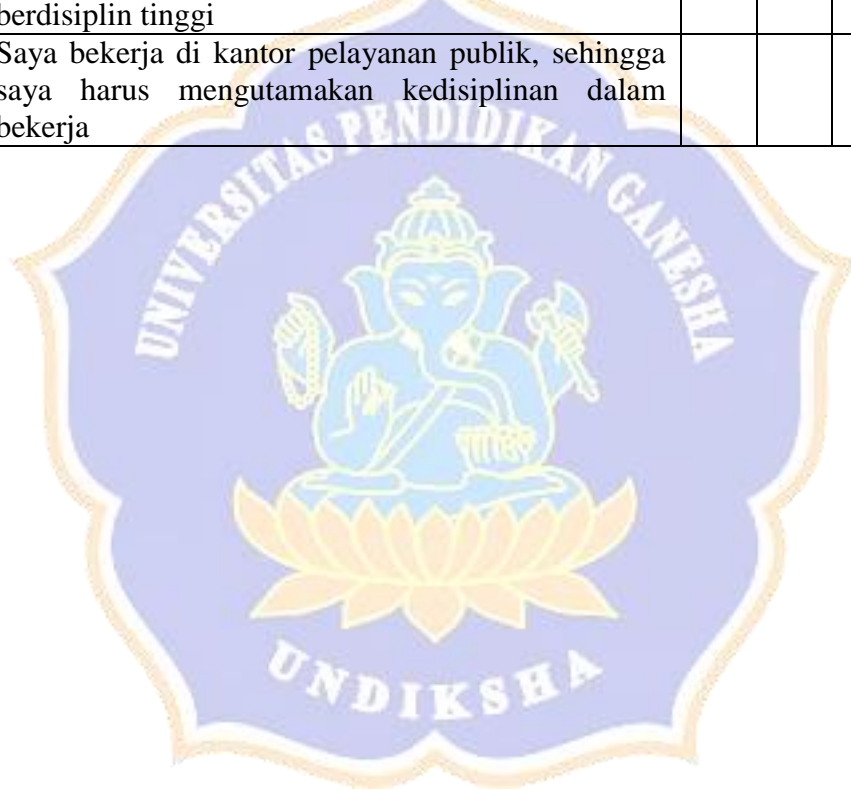 berdisiplin tinggi
Saya bekerja di kantor pelayanan publik, sehingga
saya harus mengutamakan kedisiplinan dalam
bekerja
UNIVERSITAS PENDIDIKAN GANESHA
UNDIKSHA